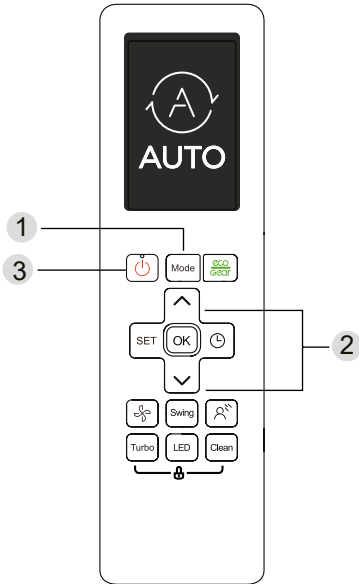 A
AUTO
1
3
Mode
eco
Gear
SET
OK
2
Swing
Turbo
LED
Clean